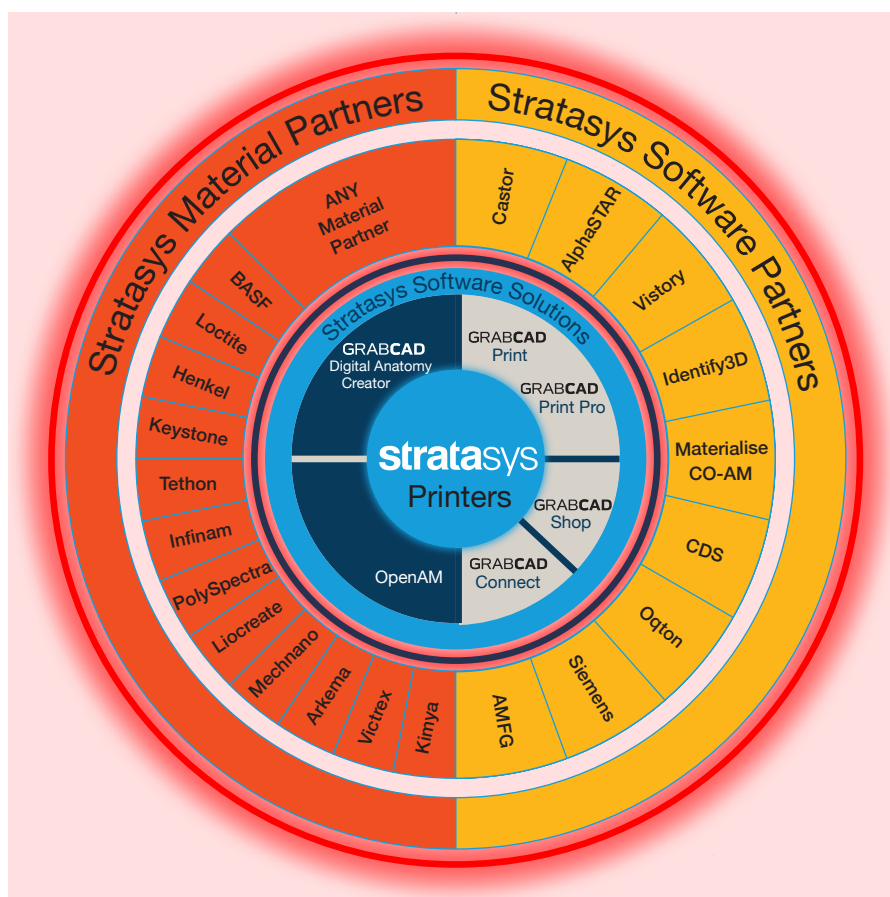 Stratasys Material Partners
Stratasys Software Partners
ANY
Material
Partner
BASF
Loctite
Henkel
Keystone
Tethon
Infinam
PolySpectra
Liocreate
Mechnano
Arkema
Victrex
Kimya
Castor
AlphaSTAR
Vistory
Identify3D
Materialise
CO-AM
CDS
Oqton
Siemens
AMFG
Stratasys Software Solutions
GRABCAD
Digital Anatomy
Creator
GRABCAD
Print
GRABCAD
Print Pro
stratasys
Printers
GRABCAD
Shop
GRABCAD
Connect
OpenAM